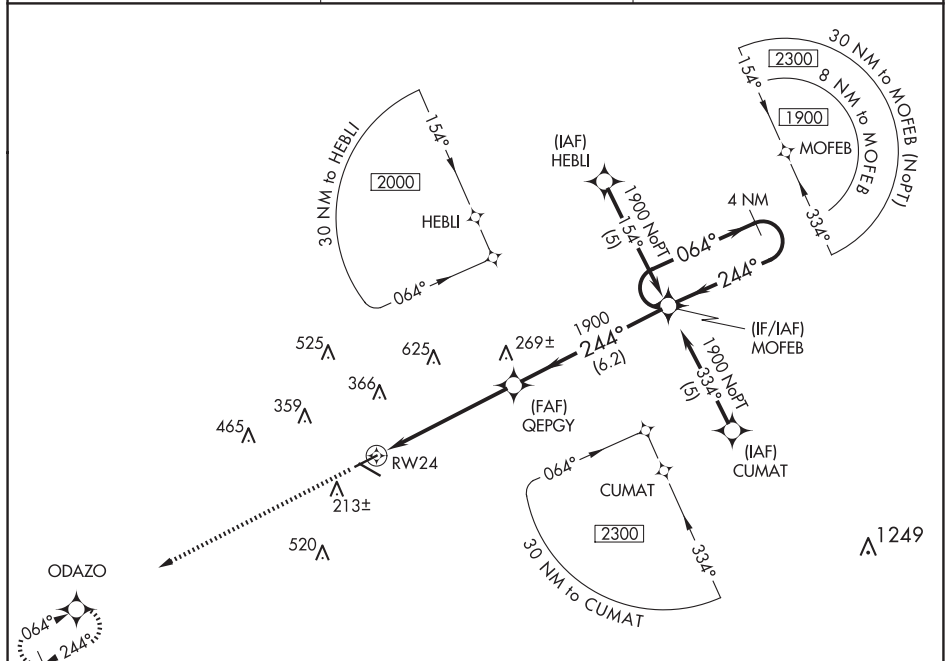 30 NM to MOFEB (NoPT)
2300
154°
8 NM to MOFEB
1900
MOFEB
334°
30 NM to HEBLI
154°
2000
HEBLI
064°
(IAF)
HEBLI
1900 NoPT
154°
(5)
4 NM
064°
244°
(IF/IAF)
MOFEB
1900
244°
(6.2)
1900 NoPT
334°
(5)
(IAF)
CUMAT
525
625
269±
366
359
465
(FAF)
QEPGY
RW24
213±
520
064°
CUMAT
2300
334°
30 NM to CUMAT
1249
ODAZO
064°
244°